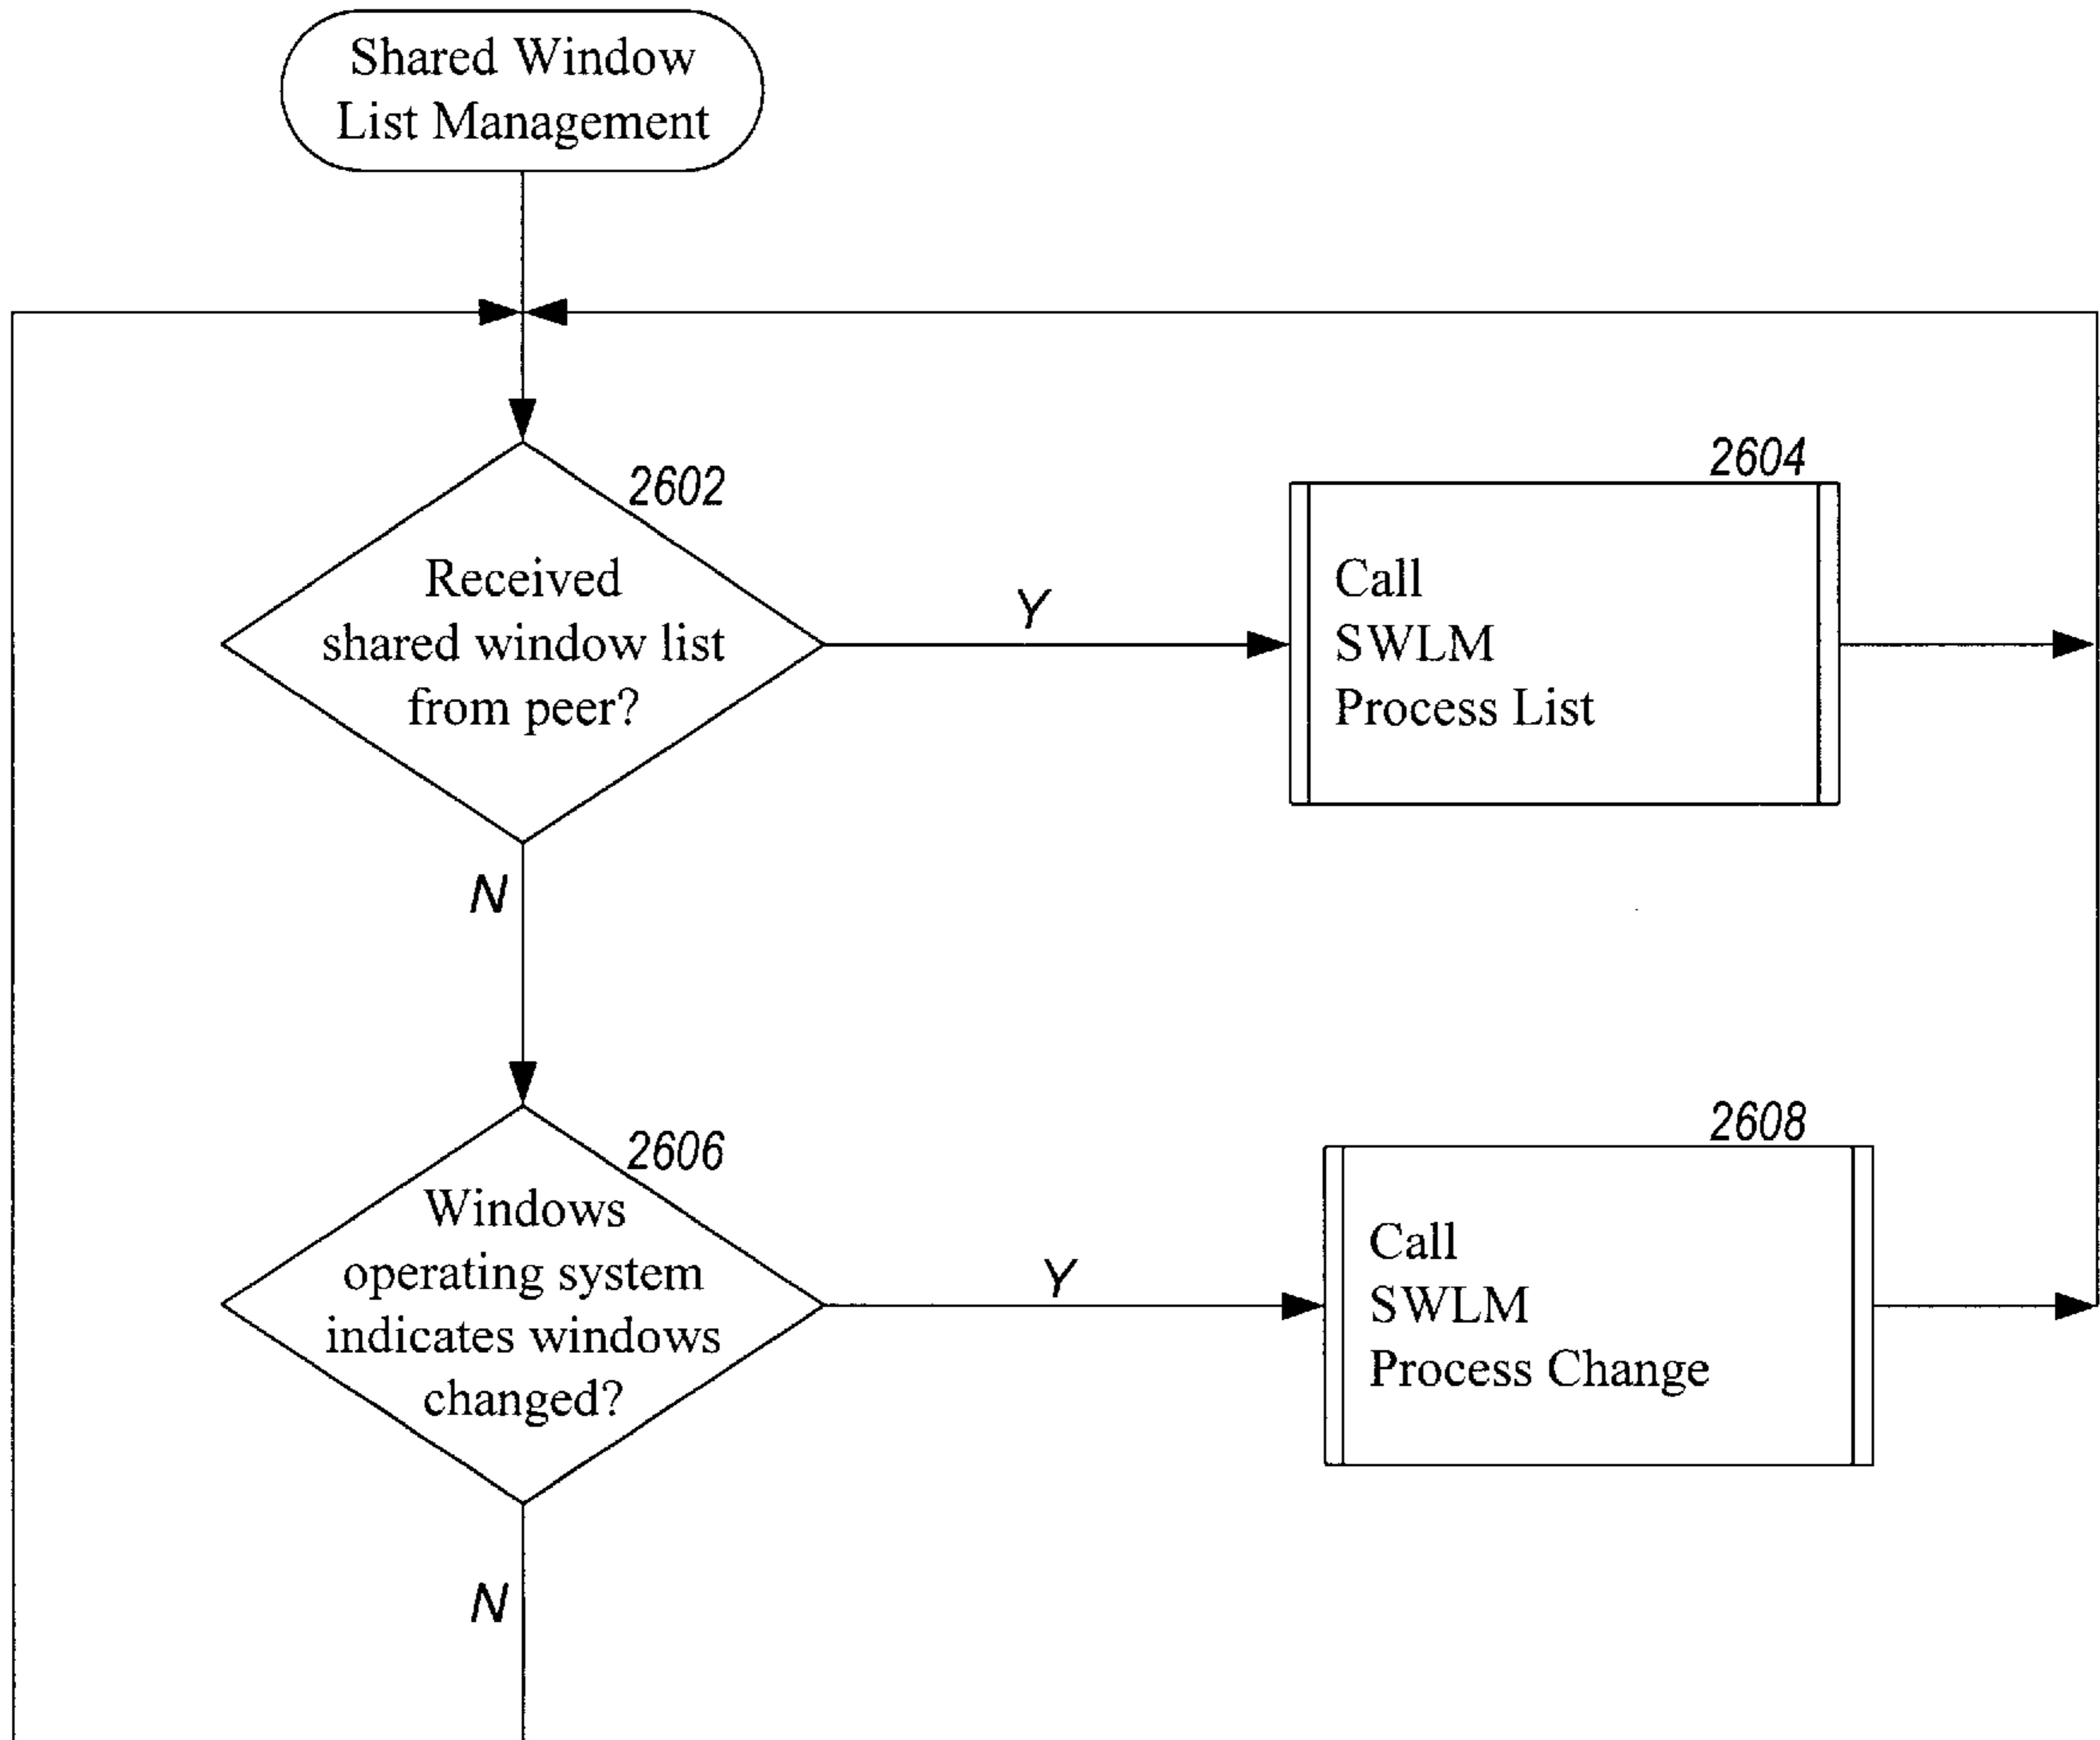 Shared Window
List Management
2602
Received
shared window list
from peer?
Y
2604
Call
SWLM
Process List
N
2606
Windows
operating system
indicates windows
changed?
Y
2608
Call
SWLM
Process Change
N